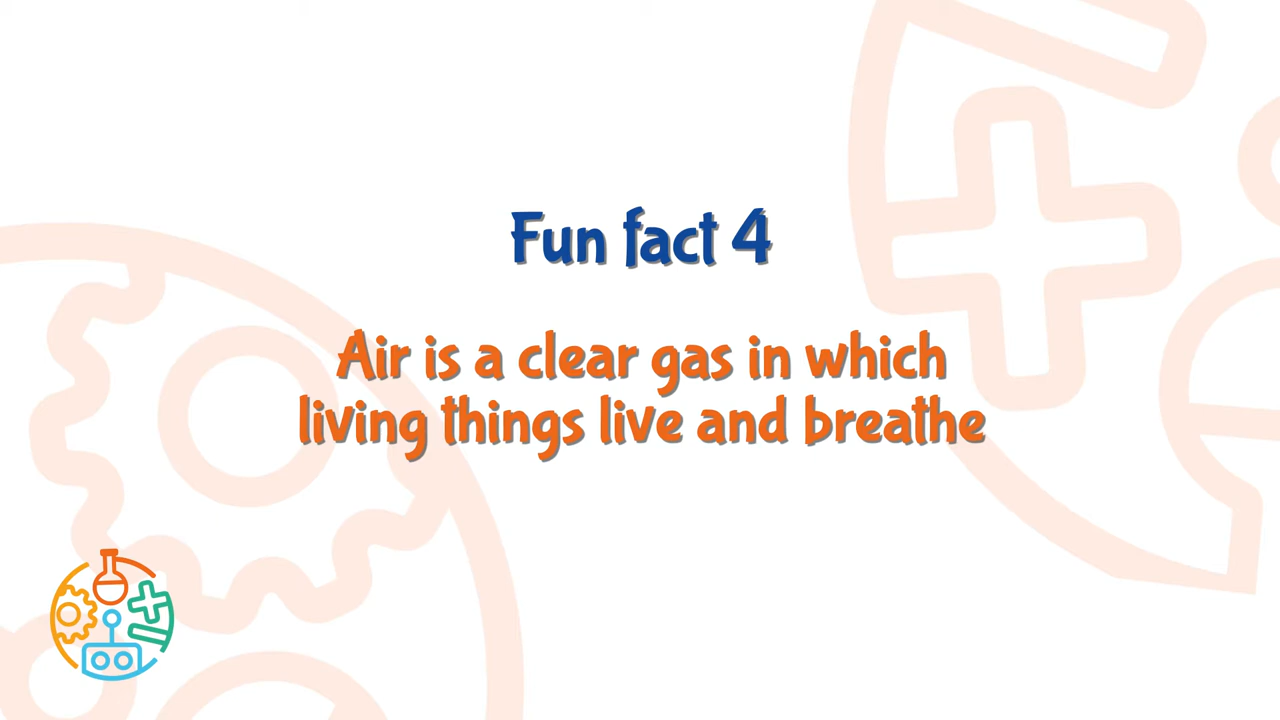 Fun fact 4
Air is a clear gas in which
living things live and breathe